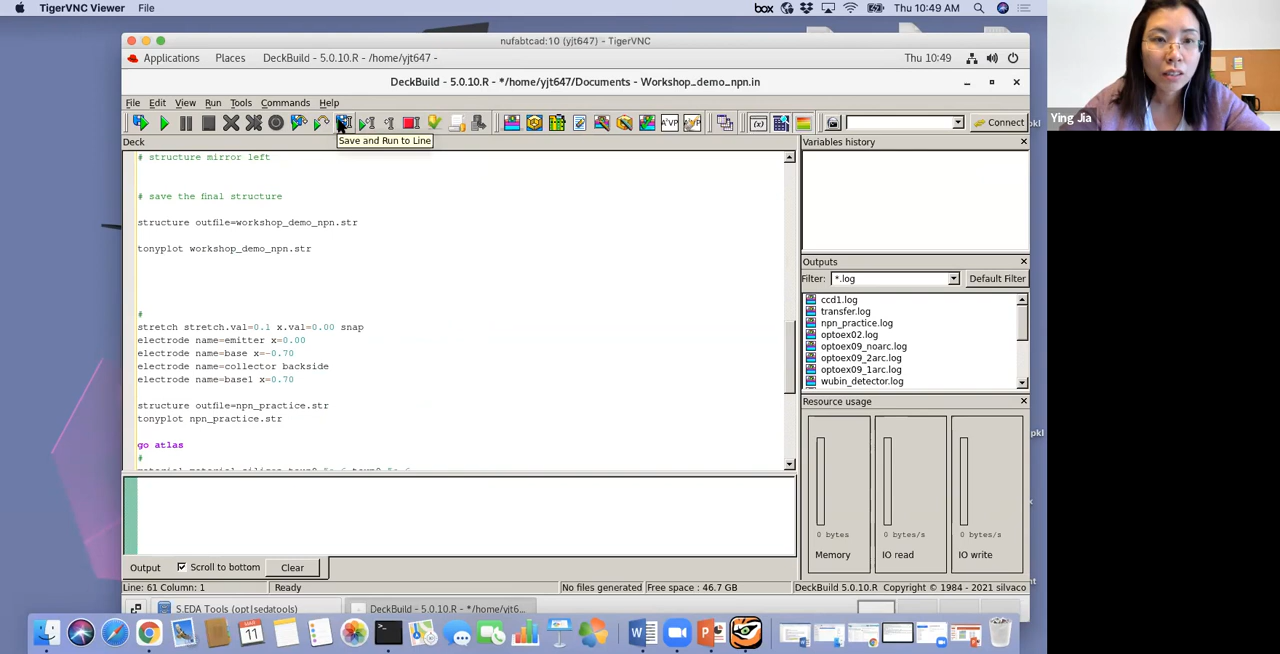 TigerVNC Viewer File
box Thu 10:49 AM
nufabtcad:10 (yjt647) - TigerVNC
Applications Places DeckBuild - 5.0.10.R - /home/yjt647 - Thu 10:49
DeckBuild - 5.0.10.R - */home/yjt647/Documents - Workshop_demo_npn.in
File Edit View Run Tools Commands Help
(x) Connect
Save and Run to Line
Deck
# structure mirror left
# save the final structure
structure outfile=workshop_demo_npn.str
tonyplot workshop_demo_npn.str
#
stretch stretch.val=0.1 x.val=0.00 snap
electrode name=emitter x=0.00
electrode name=base x=-0.70
electrode name=collector backside
electrode name=base1 x=0.70
structure outfile=npn_practice.str
tonyplot npn_practice.str
go atlas
#
Variables history
Outputs
Filter: *.log Default Filter
ccd1.log
transfer.log
npn_practice.log
optoex02.log
optoex09_noarc.log
optoex09_2arc.log
optoex09_1arc.log
wubin_detector.log
Resource usage
0 bytes 0 bytes/s 0 bytes/s
Memory IO read IO write
Output Scroll to bottom Clear
Line: 61 Column: 1 Ready No files generated Free space : 46.7 GB DeckBuild 5.0.10.R Copyright © 1984 - 2021 silvaco
S.EDA Tools (opt|sedatools) DeckBuild - 5.0.10.R - */home/yjt6...
MAR
11
Ying Jia